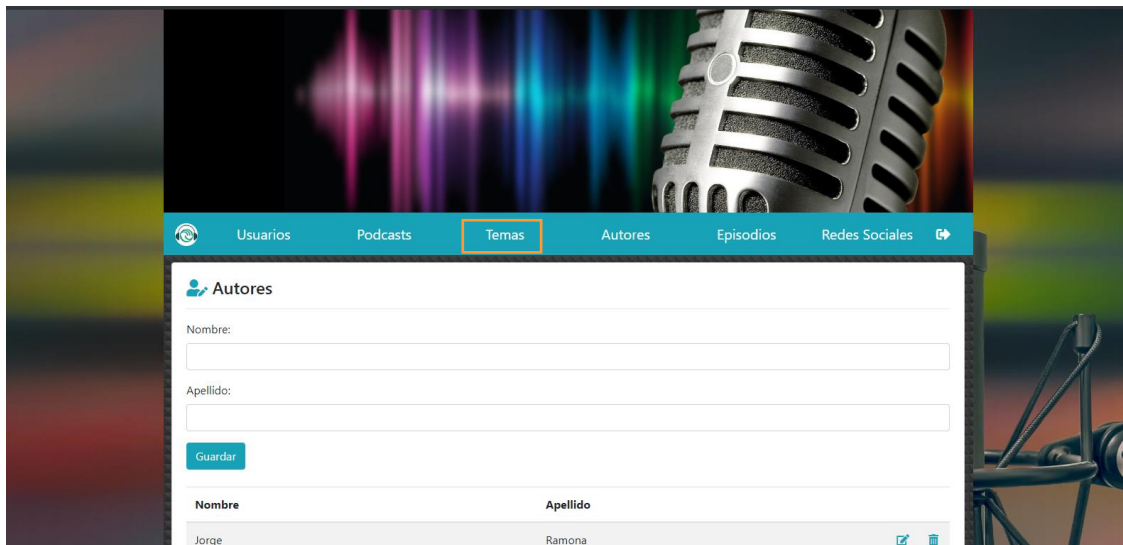 Usuarios Podcasts Temas Autores Episodios Redes Sociales
Autores
Nombre:
Apellido:
Guardar
Nombre Apellido
Jorge Ramona